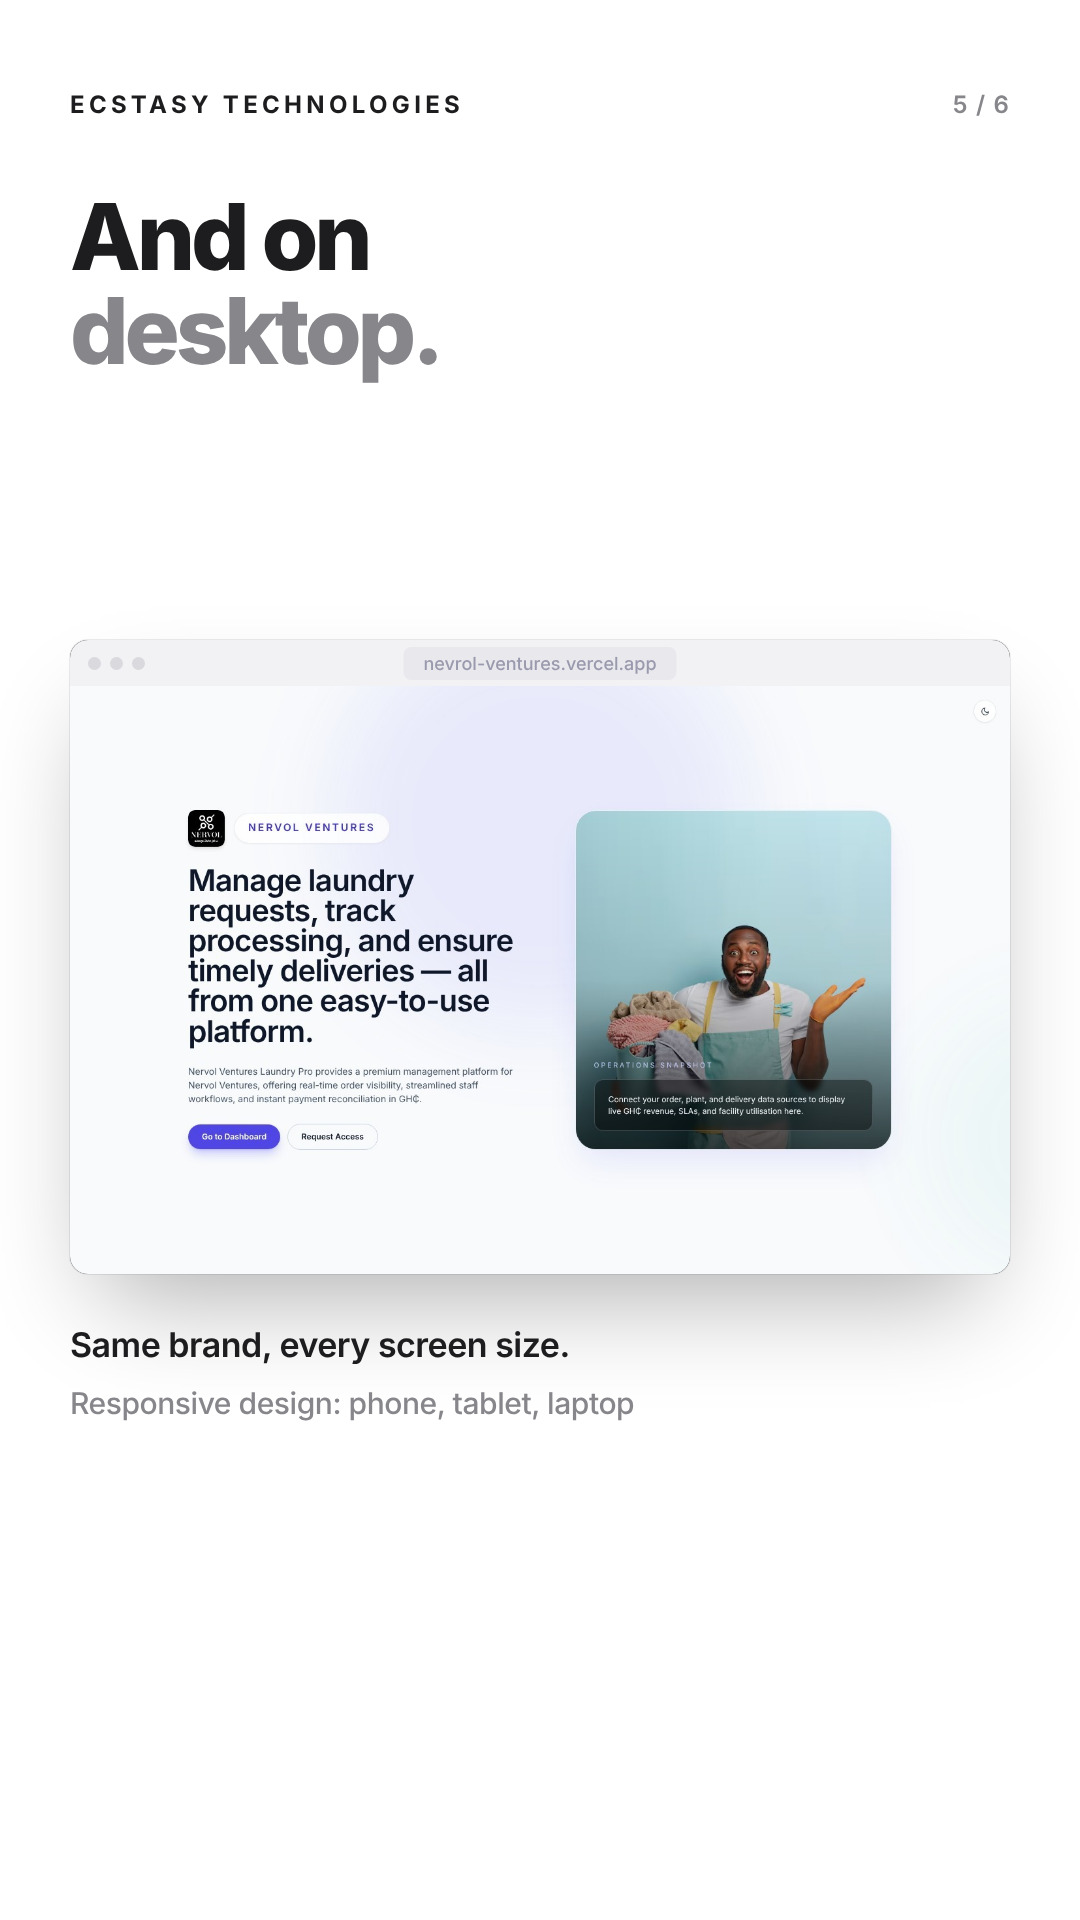 ECSTASY TECHNOLOGIES
5 / 6
And on
desktop.
nevrol-ventures.vercel.app
NERVOL
NERVOL VENTURES
Manage laundry
requests, track
processing, and ensure
timely deliveries — all
from one easy-to-use
platform.
Nervol Ventures Laundry Pro provides a premium management platform for
Nervol Ventures, offering real-time order visibility, streamlined staff
workflows, and instant payment reconciliation in GH₵.
Go to Dashboard
Request Access
OPERATIONS SNAPSHOT
Connect your order, plant, and delivery data sources to display
live GH₵ revenue, SLAs, and facility utilisation here.
Same brand, every screen size.
Responsive design: phone, tablet, laptop